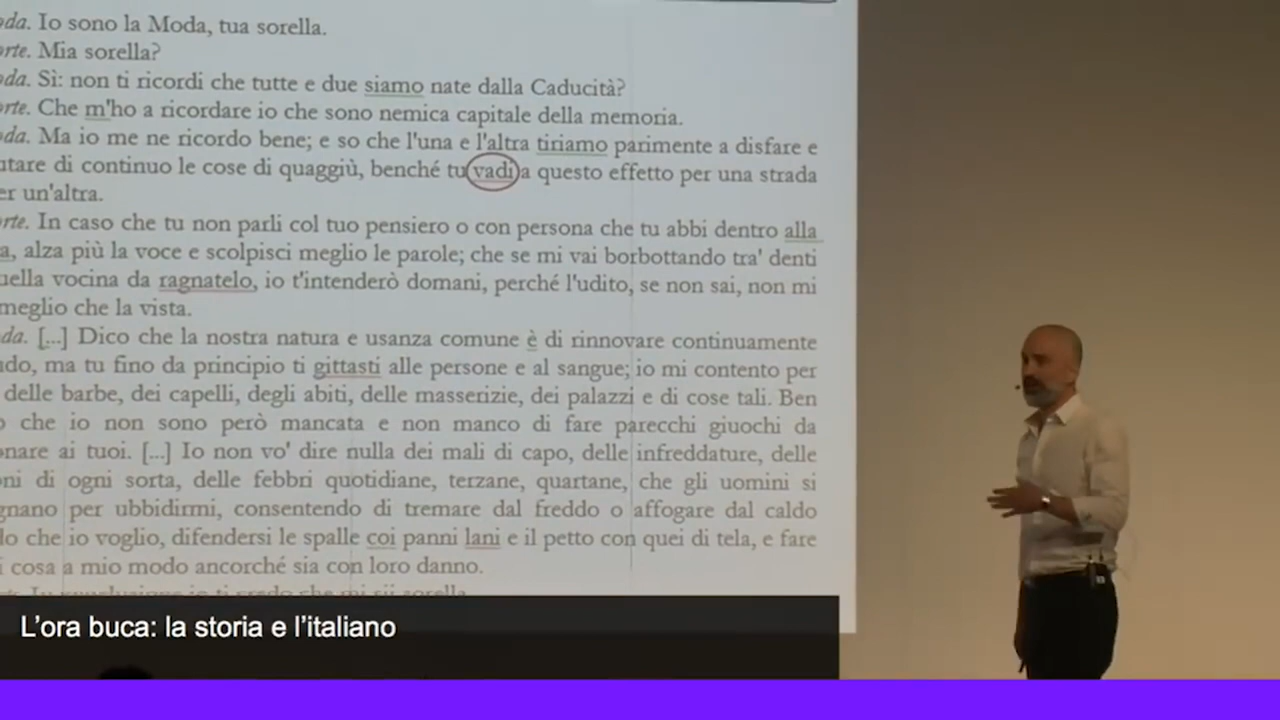 oda. Io sono la Moda, tua sorella.
orte. Mia sorella?
oda. Sì: non ti ricordi che tutte e due siamo nate dalla Caducità?
orte. Che m'ho a ricordare io che sono nemica capitale della memoria.
oda. Ma io me ne ricordo bene; e so che l'una e l'altra tiriamo parimente a disfare e
utare di continuo le cose di quaggiù, benché tu vadi a questo effetto per una strada
er un'altra.
orte. In caso che tu non parli col tuo pensiero o con persona che tu abbi dentro alla
a, alza più la voce e scolpisci meglio le parole; che se mi vai borbottando tra' denti
uella vocina da ragnatelo, io t'intenderò domani, perché l'udito, se non sai, non mi
meglio che la vista.
da. [...] Dico che la nostra natura e usanza comune è di rinnovare continuamente
do, ma tu fino da principio ti gittasti alle persone e al sangue; io mi contento per
delle barbe, dei capelli, degli abiti, delle masserizie, dei palazzi e di cose tali. Ben
o che io non sono però mancata e non manco di fare parecchi giuochi da
onare ai tuoi. [...] Io non vo' dire nulla dei mali di capo, delle infreddature, delle
oni di ogni sorta, delle febbri quotidiane, terzane, quartane, che gli uomini si
gnano per ubbidirmi, consentendo di tremare dal freddo o affogare dal caldo
do che io voglio, difendersi le spalle coi panni lani e il petto con quei di tela, e fare
i cosa a mio modo ancorché sia con loro danno.
L'ora buca: la storia e l'italiano